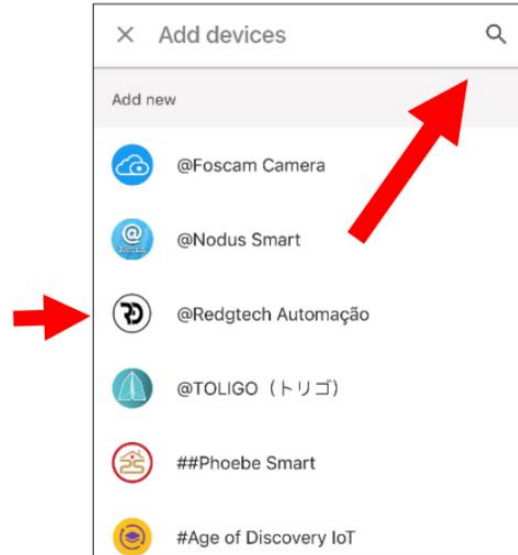 Add devices
Add new
@Foscam Camera
@Nodus Smart
@Redgtech Automação
@TOLIGO（トリゴ）
##Phoebe Smart
#Age of Discovery IoT